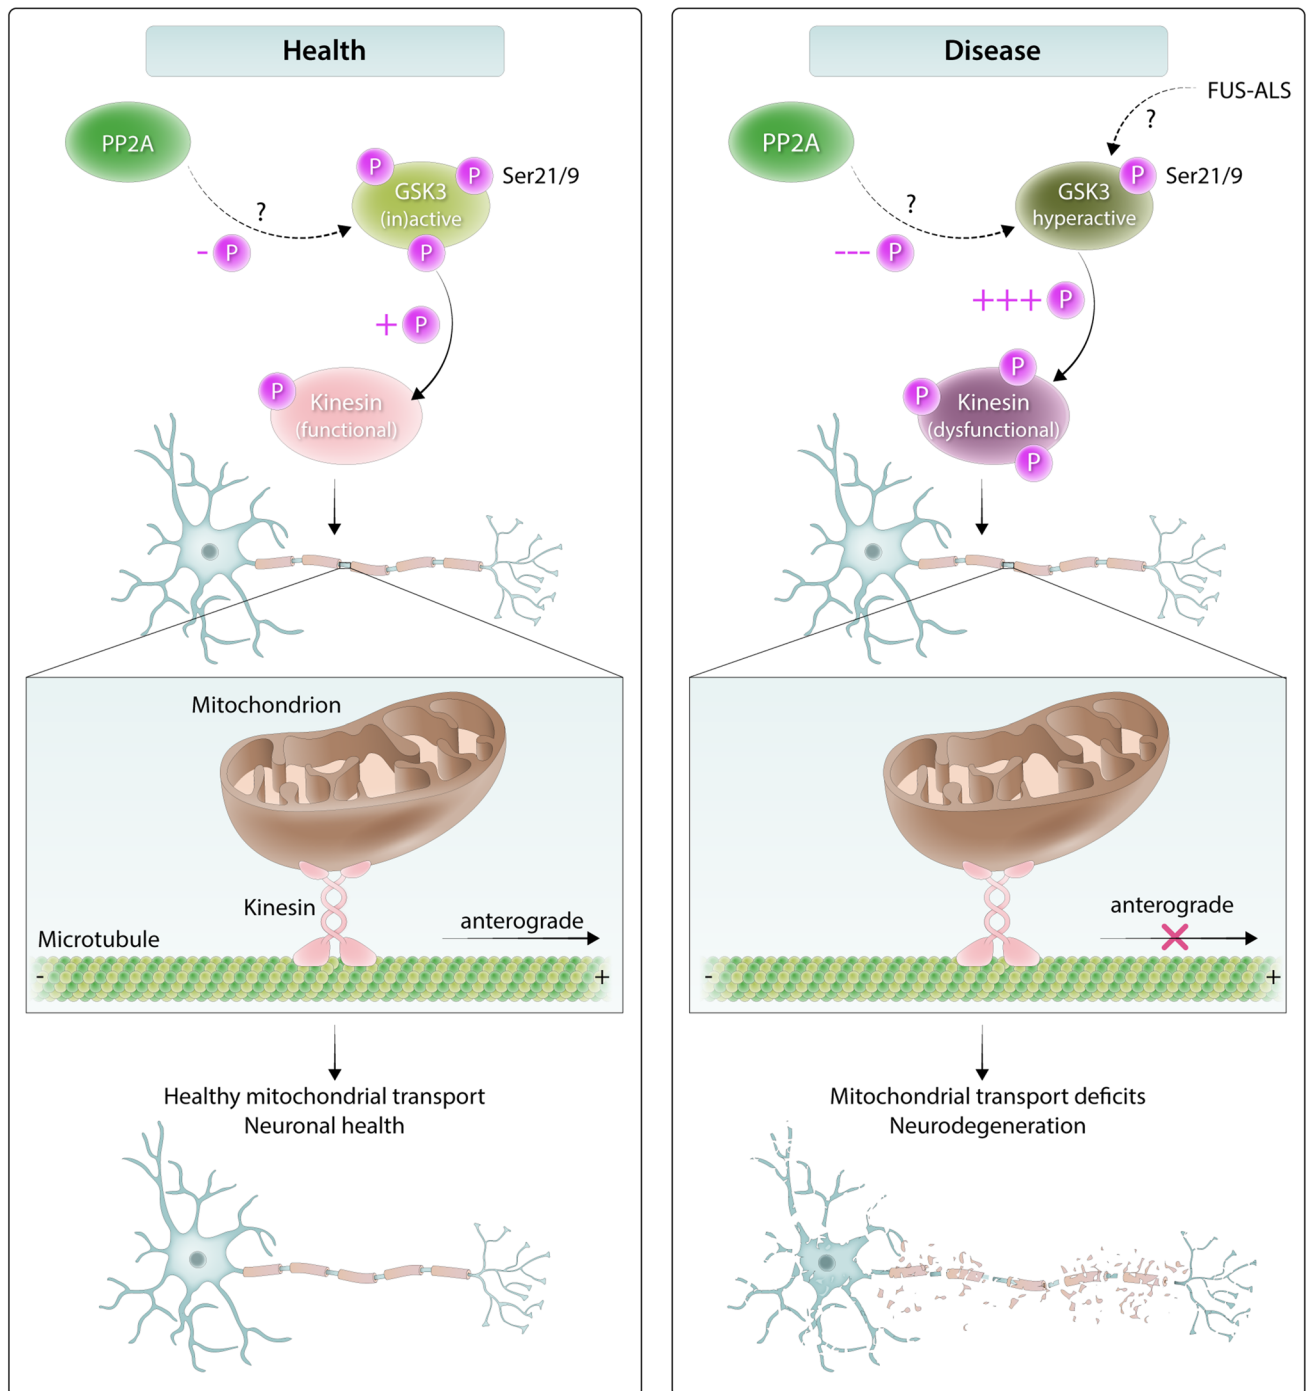 Health
PP2A
?
- P
P
P
Ser21/9
GSK3
(in)active
P
+ P
P
Kinesin
(functional)
Mitochondrion
Kinesin
anterograde
Microtubule
-
+
Healthy mitochondrial transport
Neuronal health
Disease
FUS-ALS
?
PP2A
?
--- P
P
Ser21/9
GSK3
hyperactive
+++ P
P
P
Kinesin
(dysfunctional)
P
anterograde
-
+
Mitochondrial transport deficits
Neurodegeneration